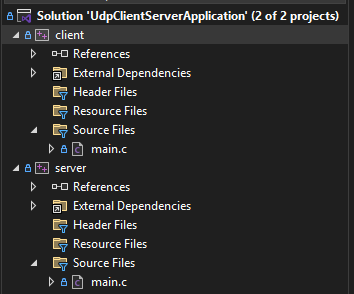 Solution 'UdpClientServerApplication' (2 of 2 projects)
client
References
External Dependencies
Header Files
Resource Files
Source Files
main.c
server
References
External Dependencies
Header Files
Resource Files
Source Files
main.c